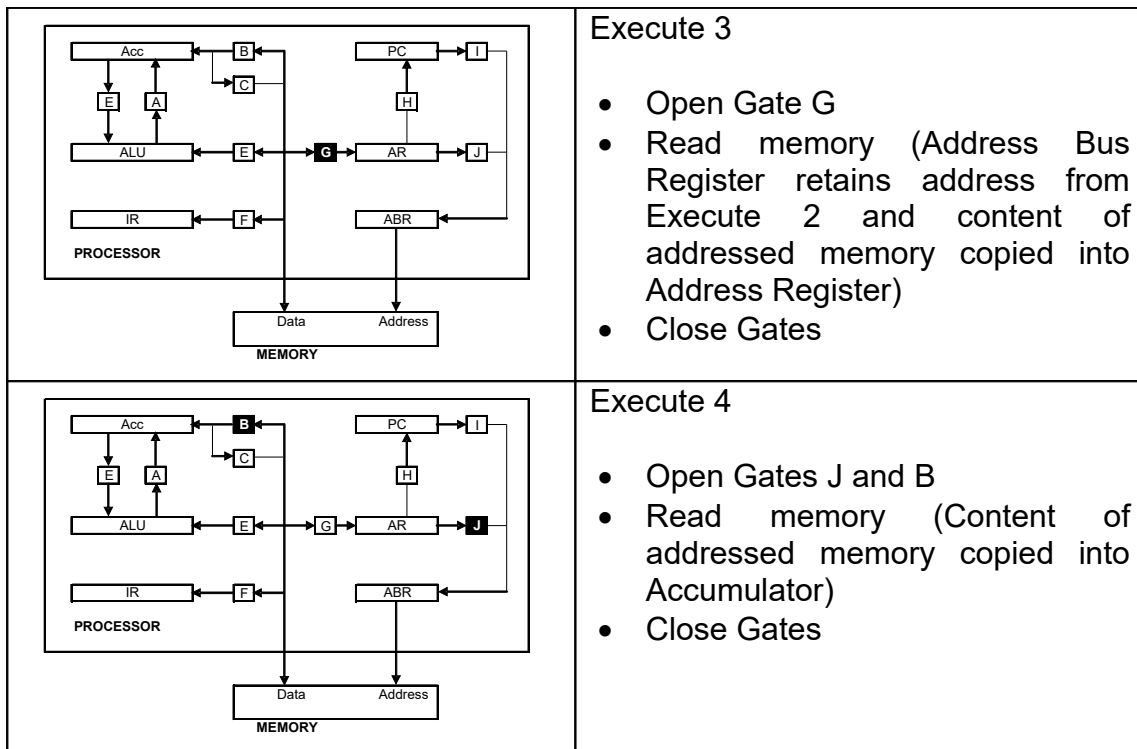 Acc
B
PC
I
C
E
A
H
ALU
E
G
AR
J
IR
F
ABR
PROCESSOR
Data Address
MEMORY
Execute 3
• Open Gate G
• Read memory (Address Bus
Register retains address from
Execute 2 and content of
addressed memory copied into
Address Register)
• Close Gates
Acc
B
PC
I
C
E
A
H
ALU
E
G
AR
J
IR
F
ABR
PROCESSOR
Data Address
MEMORY
Execute 4
• Open Gates J and B
• Read memory (Content of
addressed memory copied into
Accumulator)
• Close Gates